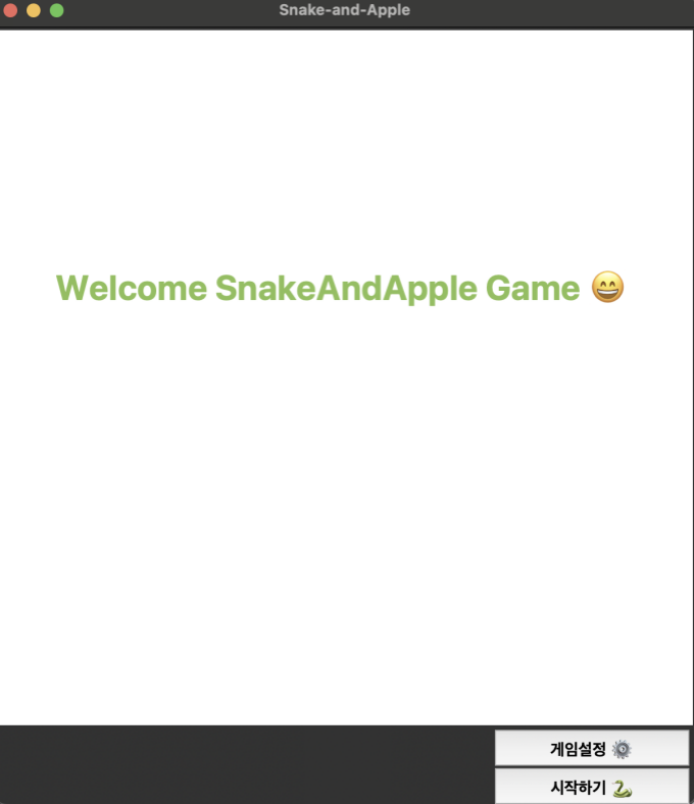 Snake-and-Apple
Welcome SnakeAndApple Game 😄
게임설정 ⚙️
시작하기 🐍